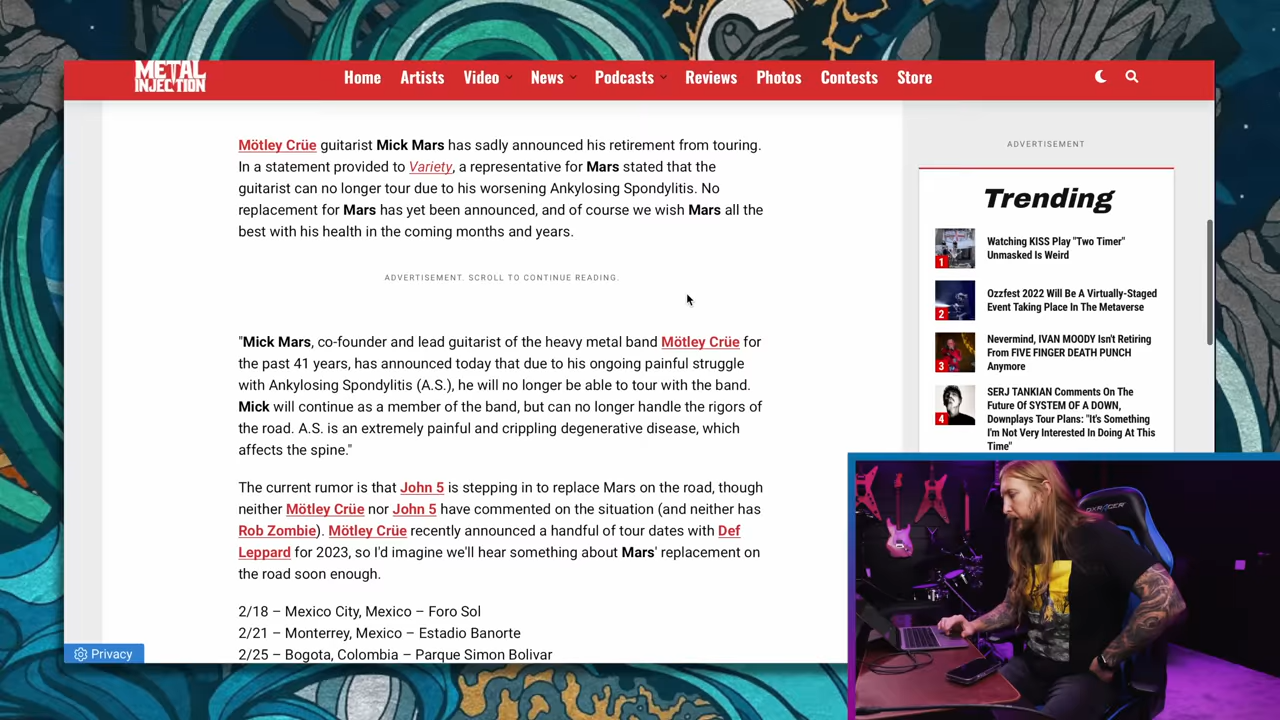 METAL
INJECTION
Home Artists Video News Podcasts Reviews Photos Contests Store
Mötley Crüe guitarist Mick Mars has sadly announced his retirement from touring.
In a statement provided to Variety, a representative for Mars stated that the
guitarist can no longer tour due to his worsening Ankylosing Spondylitis. No
replacement for Mars has yet been announced, and of course we wish Mars all the
best with his health in the coming months and years.
ADVERTISEMENT. SCROLL TO CONTINUE READING.
"Mick Mars, co-founder and lead guitarist of the heavy metal band Mötley Crüe for
the past 41 years, has announced today that due to his ongoing painful struggle
with Ankylosing Spondylitis (A.S.), he will no longer be able to tour with the band.
Mick will continue as a member of the band, but can no longer handle the rigors of
the road. A.S. is an extremely painful and crippling degenerative disease, which
affects the spine."
The current rumor is that John 5 is stepping in to replace Mars on the road, though
neither Mötley Crüe nor John 5 have commented on the situation (and neither has
Rob Zombie). Mötley Crüe recently announced a handful of tour dates with Def
Leppard for 2023, so I'd imagine we'll hear something about Mars' replacement on
the road soon enough.
2/18 – Mexico City, Mexico – Foro Sol
2/21 – Monterrey, Mexico – Estadio Banorte
2/25 – Bogota, Colombia – Parque Simon Bolivar
Privacy
ADVERTISEMENT
Trending
1
Watching KISS Play "Two Timer"
Unmasked Is Weird
2
Ozzfest 2022 Will Be A Virtually-Staged
Event Taking Place In The Metaverse
3
Nevermind, IVAN MOODY Isn't Retiring
From FIVE FINGER DEATH PUNCH
Anymore
4
SERJ TANKIAN Comments On The
Future Of SYSTEM OF A DOWN,
Downplays Tour Plans: "It's Something
I'm Not Very Interested In Doing At This
Time"
DXRACER